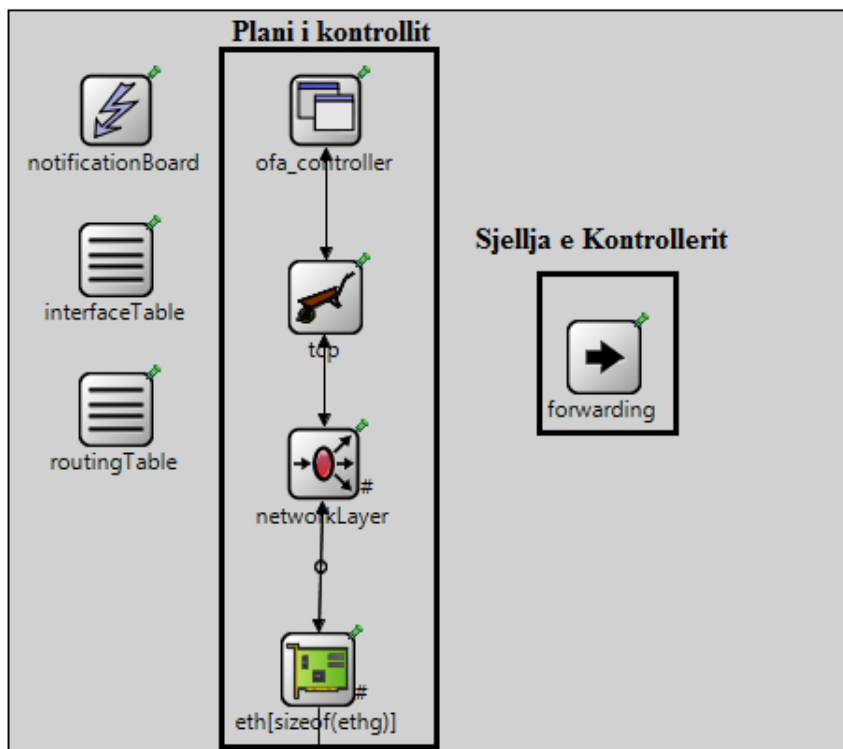 Plani i kontrollit
notificationBoard
ofa_controller
Sjellja e Kontrollerit
interfaceTable
tcp
forwarding
routingTable
#
networkLayer
#
eth[sizeof(ethg)]